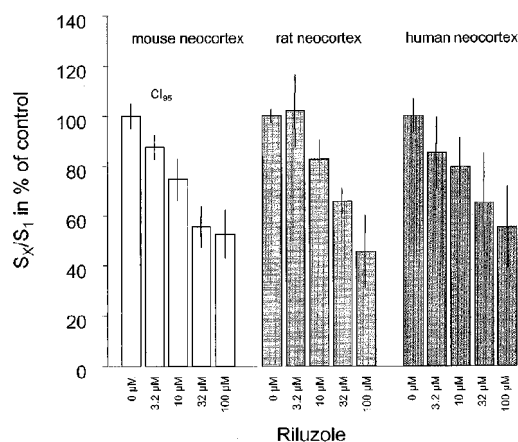 140
120
100
80
60
40
20
0
Sx/S1 in % of control
mouse neocortex
rat neocortex
human neocortex
CI95
0 µM
3.2 µM
10 µM
32 µM
100 µM
0 µM
3.2 µM
10 µM
32 µM
100 µM
0 µM
3.2 µM
10 µM
32 µM
100 µM
Riluzole